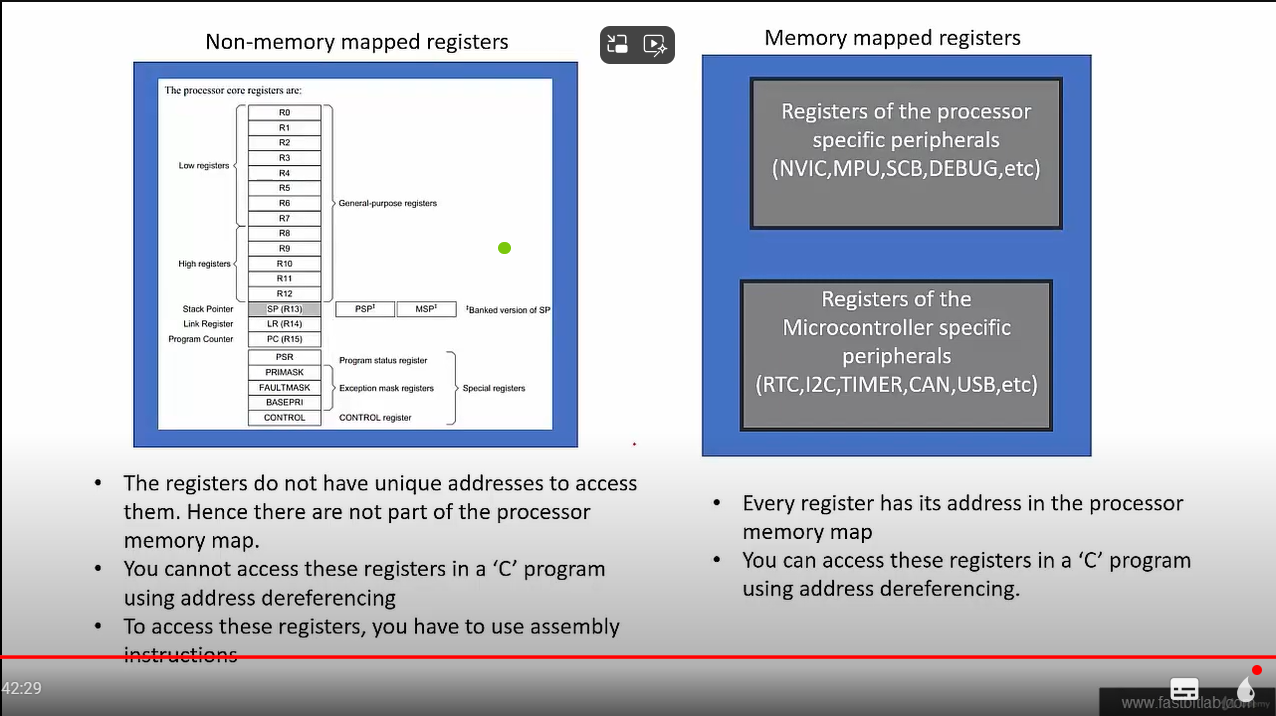 Non-memory mapped registers
Memory mapped registers
The processor core registers are:
R0
R1
R2
R3
R4
R5
R6
R7
R8
R9
R10
R11
R12
SP (R13)
LR (R14)
PC (R15)
PSR
PRIMASK
FAULTMASK
BASEPRI
CONTROL
Low registers
High registers
Stack Pointer
Link Register
Program Counter
General-purpose registers
PSP‡
MSP‡
‡Banked version of SP
Program status register
Exception mask registers
CONTROL register
Special registers
Registers of the processor
specific peripherals
(NVIC,MPU,SCB,DEBUG,etc)
Registers of the
Microcontroller specific
peripherals
(RTC,I2C,TIMER,CAN,USB,etc)
• The registers do not have unique addresses to access
them. Hence there are not part of the processor
memory map.
• You cannot access these registers in a ‘C’ program
using address dereferencing
• To access these registers, you have to use assembly
instructions
• Every register has its address in the processor
memory map
• You can access these registers in a ‘C’ program
using address dereferencing.
42:29
www.fastbitlab.com